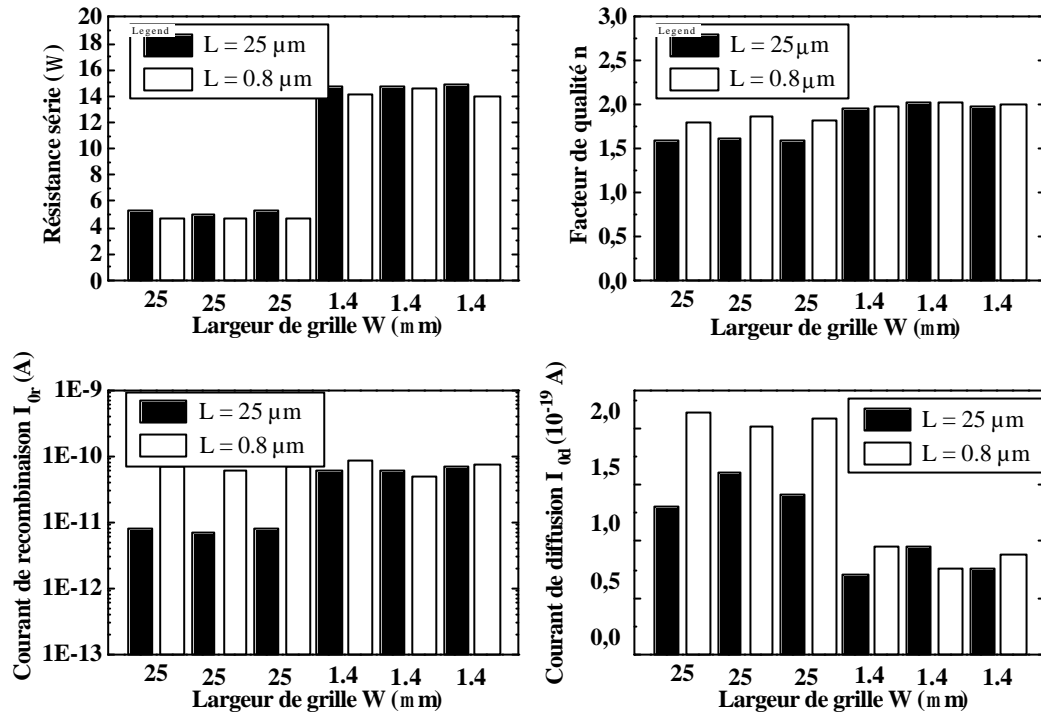 Résistance série (W)
20
18
16
14
12
10
8
6
4
2
0
Legend
L = 25 µm
L = 0.8 µm
25 25 25 1.4 1.4 1.4
Largeur de grille W (mm)
Facteur de qualité n
3,0
2,5
2,0
1,5
1,0
0,5
0,0
Legend
L = 25µm
L = 0.8µm
25 25 25 1.4 1.4 1.4
Largeur de grille W (mm)
Courant de recombinaison I0r (A)
1E-9
1E-10
1E-11
1E-12
1E-13
L = 25 µm
L = 0.8 µm
25 25 25 1.4 1.4 1.4
Largeur de grille W (mm)
Courant de diffusion I0d (10-19 A)
2,0
1,5
1,0
0,5
0,0
L = 25 µm
L = 0.8 µm
25 25 25 1.4 1.4 1.4
Largeur de grille W (mm)